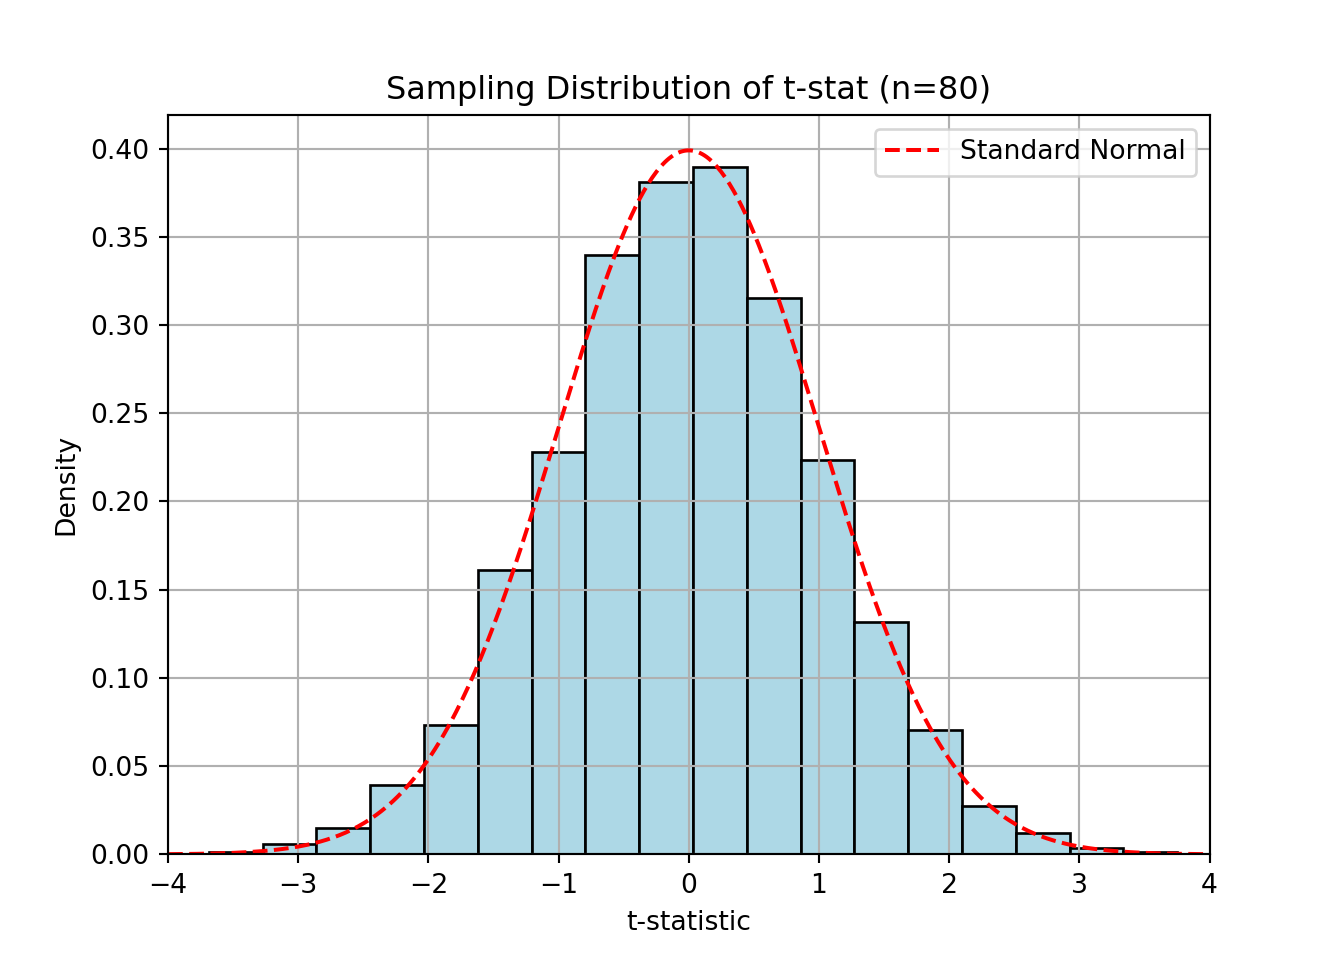 Sampling Distribution of t-stat (n=80)
Standard Normal
0.40
0.35
0.30
0.25
0.20
0.15
0.10
0.05
0.00
Density
−4 −3 −2 −1 0 1 2 3 4
t-statistic